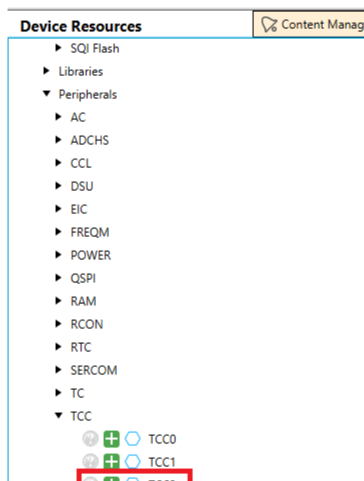 Device Resources
Content Manag
SQI Flash
Libraries
Peripherals
AC
ADCHS
CCL
DSU
EIC
FREQM
POWER
QSPI
RAM
RCON
RTC
SERCOM
TC
TCC
TCC0
TCC1